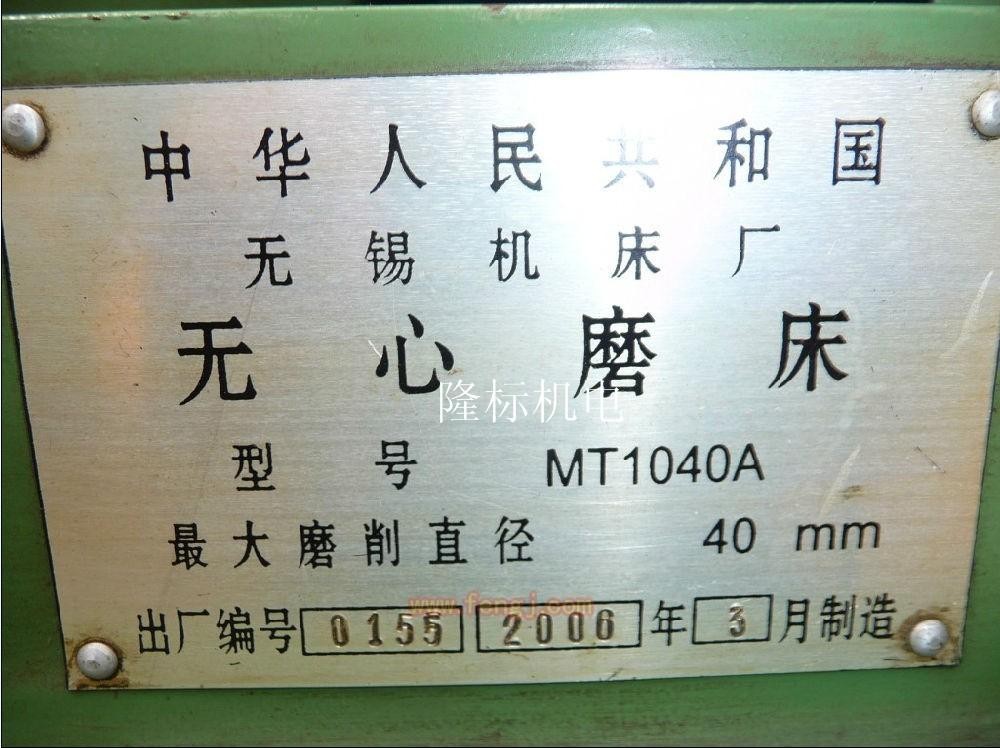 中华人民共和国
无锡机床厂
无心磨床
隆标机电
型号 MT1040A
最大磨削直径 40 mm
www.fengj.com
出厂编号 0155 2006 年 3 月制造